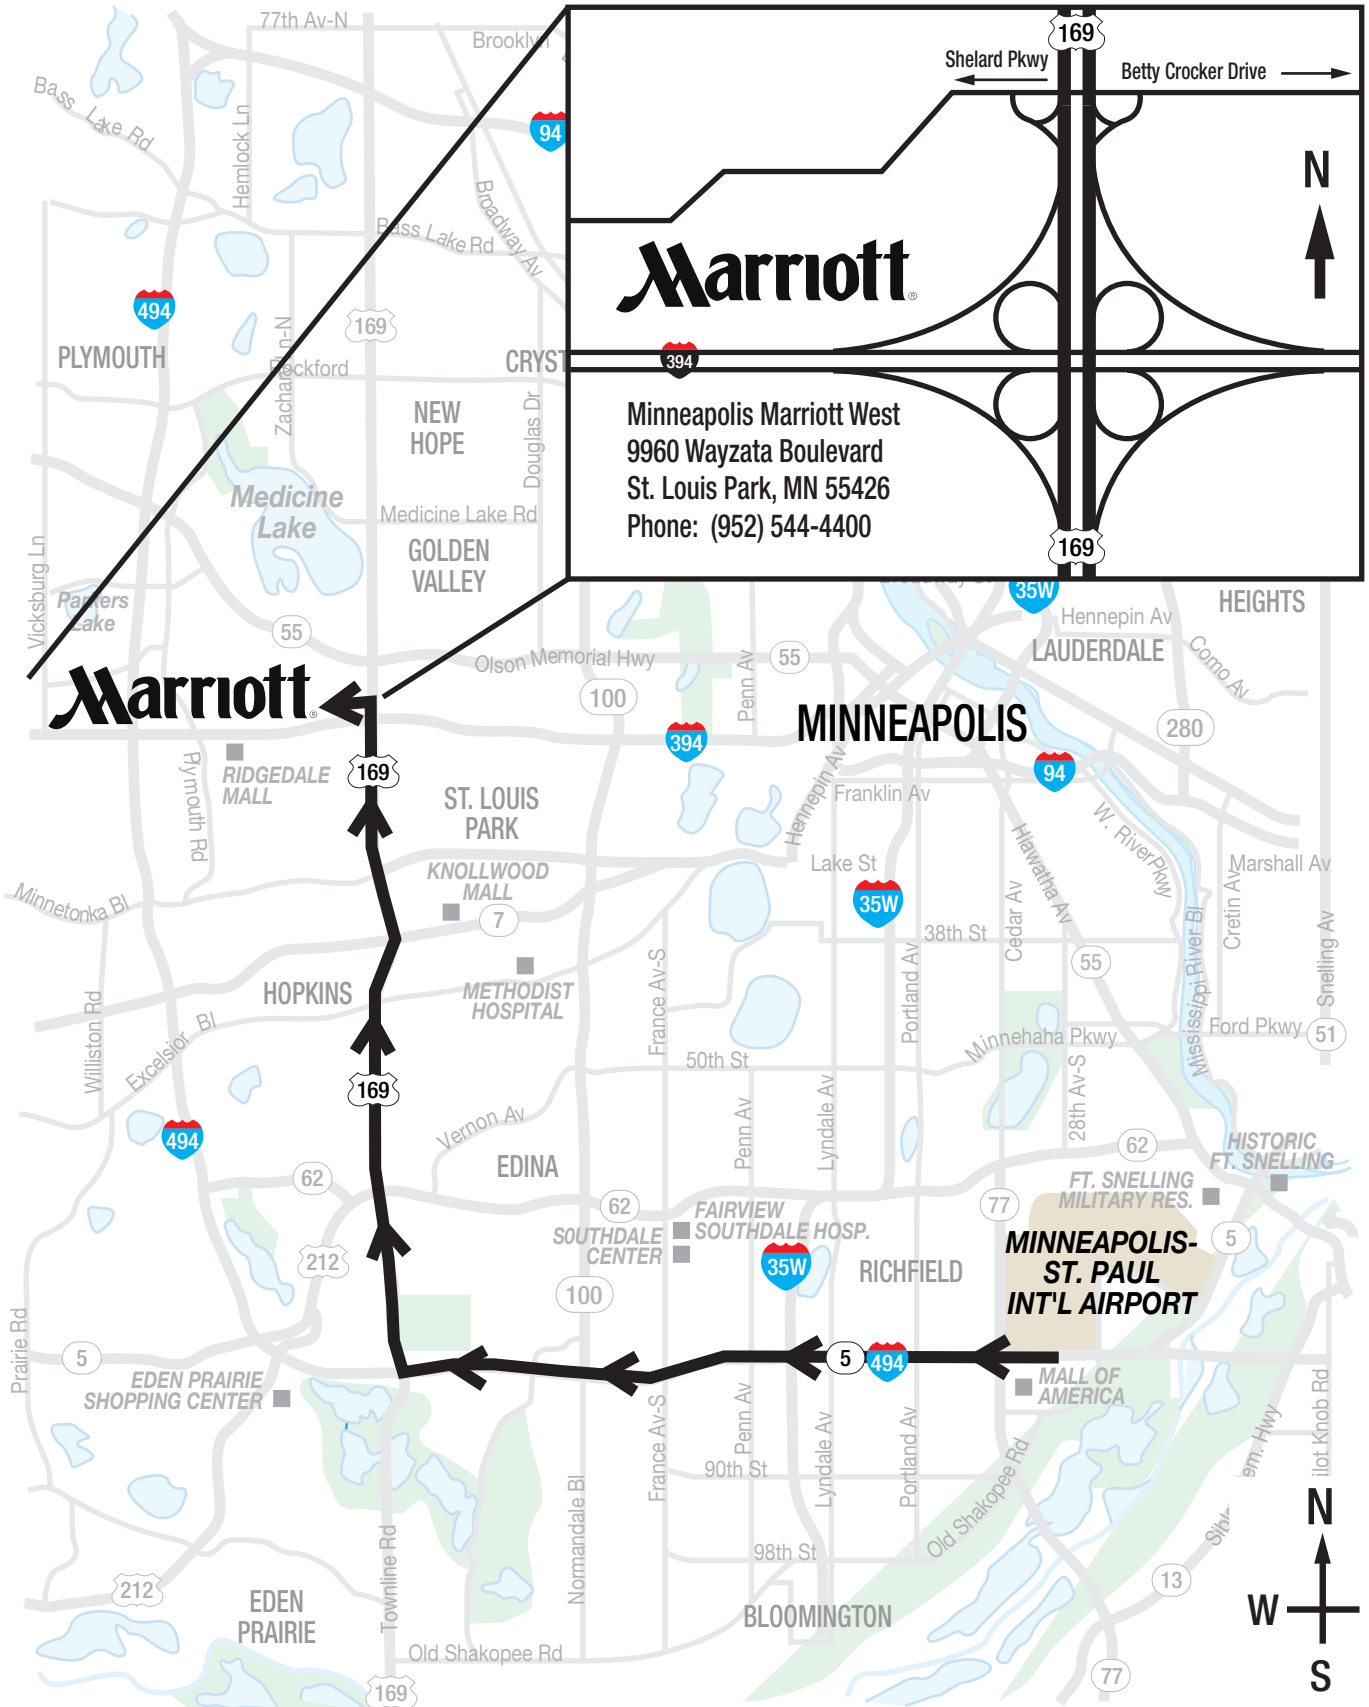 77th Av-N
Brooklyn
169
Shelard Pkwy
Betty Crocker Drive
Bass Lake Rd
Hemlock Ln
94
Broadway Av
N
Bass Lake Rd
Marriott®
494
169
PLYMOUTH
Zachary Ln-N
Rockford
CRYST
394
NEW
HOPE
Douglas Dr
Minneapolis Marriott West
9960 Wayzata Boulevard
St. Louis Park, MN 55426
Phone: (952) 544-4400
Medicine
Lake
Medicine Lake Rd
GOLDEN
VALLEY
169
Vicksburg Ln
Parkers
Lake
55
Broadway St
35W
HEIGHTS
Hennepin Av
LAUDERDALE
Como Av
Olson Memorial Hwy
55
Penn Av
Marriott®
100
394
MINNEAPOLIS
280
94
169
RIDGEDALE
MALL
Plymouth Rd
ST. LOUIS
PARK
Hennepin Av
Franklin Av
W. River Pkwy
Hiawatha Av
Lake St
Marshall Av
KNOLLWOOD
MALL
Minnetonka Bl
7
35W
Cedar Av
Cretin Av
38th St
Mississippi River Bl
Snelling Av
55
METHODIST
HOSPITAL
HOPKINS
France Av-S
Portland Av
Williston Rd
Excelsior Bl
Minnehaha Pkwy
Ford Pkwy
51
50th St
169
28th Av-S
Vernon Av
Penn Av
Lyndale Av
494
62
HISTORIC
FT. SNELLING
EDINA
62
FT. SNELLING
MILITARY RES.
62
77
FAIRVIEW
SOUTHDALE HOSP.
SOUTHDALE
CENTER
5
MINNEAPOLIS-
ST. PAUL
INT'L AIRPORT
212
35W
RICHFIELD
100
Prairie Rd
5
5
494
EDEN PRAIRIE
SHOPPING CENTER
MALL OF
AMERICA
Penn Av
Lyndale Av
Portland Av
France Av-S
90th St
Old Shakopee Rd
em. Hwy
ilot Knob Rd
Sibl
N
Normandale Bl
Townline Rd
98th St
212
13
EDEN
PRAIRIE
BLOOMINGTON
W
Old Shakopee Rd
77
S
169